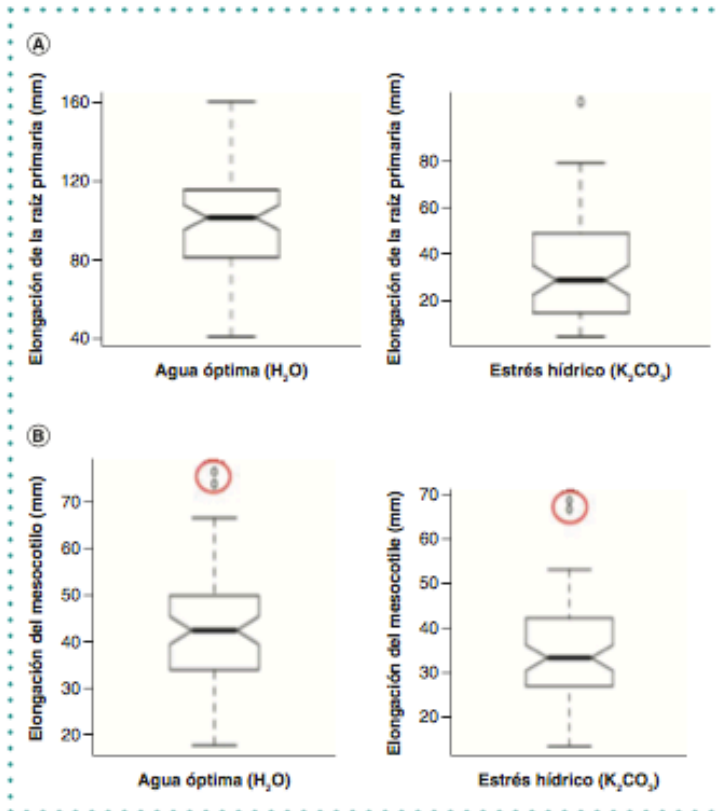 A
Elongación de la raíz primaria (mm)
160
120
80
40
Agua óptima (H₂O)
Elongación de la raíz primaria (mm)
80
60
40
20
Estrés hídrico (K₂CO₃)
B
Elongación del mesocotilo (mm)
70
60
50
40
30
20
Agua óptima (H₂O)
Elongación del mesocotile (mm)
70
60
50
40
30
20
Estrés hídrico (K₂CO₃)